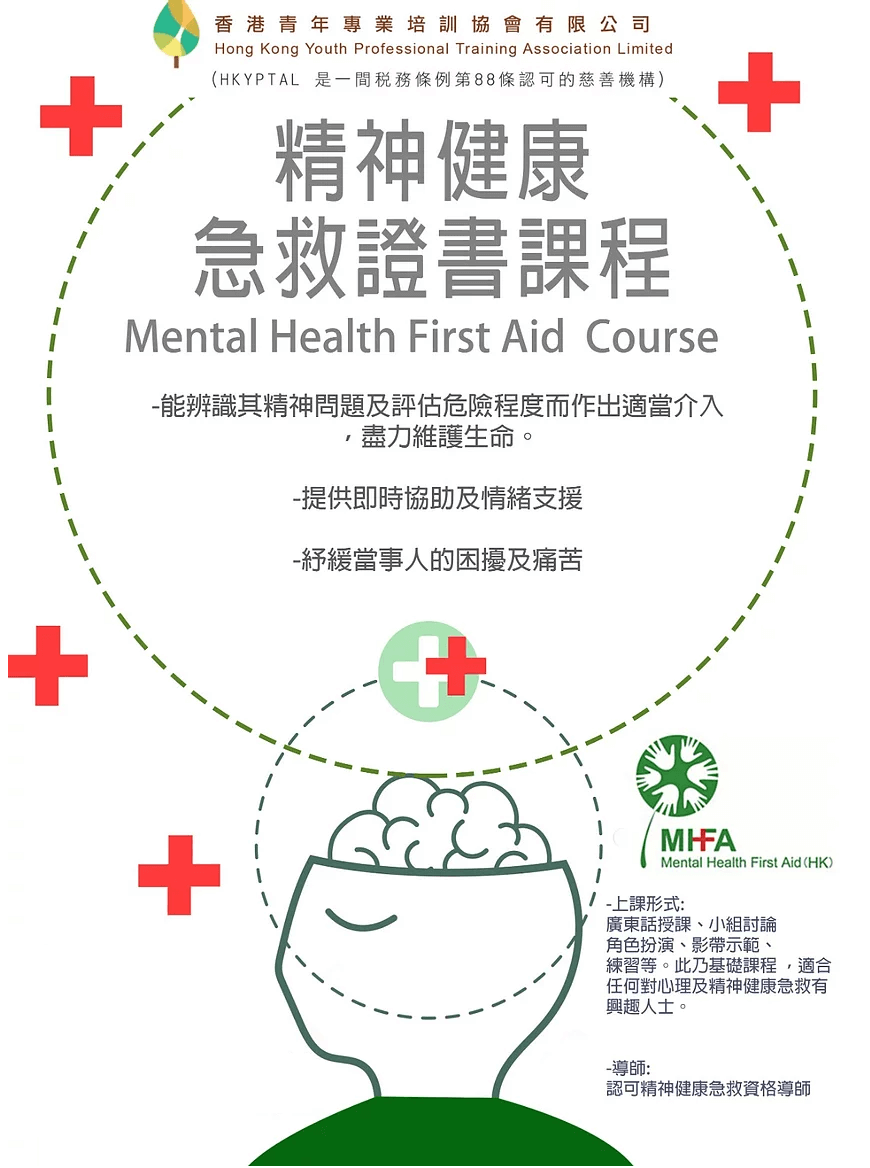 香港青年專業培訓協會有限公司
Hong Kong Youth Professional Training Association Limited
(HKYPTAL 是一間税務條例第88條認可的慈善機構)
精神健康
急救證書課程
Mental Health First Aid Course
-能辨識其精神問題及評估危險程度而作出適當介入
，盡力維護生命。
-提供即時協助及情緒支援
-紓緩當事人的困擾及痛苦
MHFA
Mental Health First Aid (HK)
-上課形式:
廣東話授課、小組討論
角色扮演、影帶示範、
練習等。此乃基礎課程 ，適合
任何對心理及精神健康急救有
興趣人士。
-導師:
認可精神健康急救資格導師